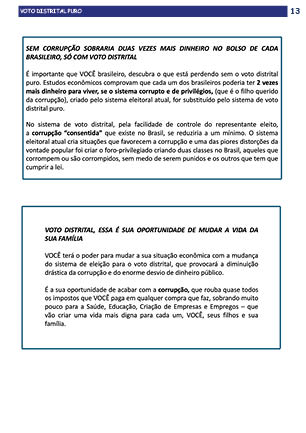 VOTO DISTRITAL PURO 13
SEM CORRUPÇÃO SOBRARIA DUAS VEZES MAIS DINHEIRO NO BOLSO DE CADA
BRASILEIRO, SÓ COM VOTO DISTRITAL
É importante que VOCÊ brasileiro, descubra o que está perdendo sem o voto distrital
puro. Estudos econômicos comprovam que cada um dos brasileiros poderia ter 2 vezes
mais dinheiro para viver, se o sistema corrupto e de privilégios, (que é o filho querido
da corrupção), criado pelo sistema eleitoral atual, for substituído pelo sistema de voto
distrital puro.
No sistema de voto distrital, pela facilidade de controle do representante eleito,
a corrupção “consentida” que existe no Brasil, se reduziria a um mínimo. O sistema
eleitoral atual cria situações que favorecem a corrupção e uma das piores distorções da
vontade popular foi criar o foro-privilegiado criando duas classes no Brasil, aqueles que
corrompem ou são corrompidos, sem medo de serem punidos e os outros que tem que
cumprir a lei.
VOTO DISTRITAL, ESSA É SUA OPORTUNIDADE DE MUDAR A VIDA DA
SUA FAMÍLIA
VOCÊ terá o poder para mudar a sua situação econômica com a mudança
do sistema de eleição para o voto distrital, que provocará a diminuição
drástica da corrupção e do enorme desvio de dinheiro público.
É a sua oportunidade de acabar com a corrupção, que rouba quase todos
os impostos que VOCÊ paga em qualquer compra que faz, sobrando muito
pouco para a Saúde, Educação, Criação de Empresas e Empregos – que
vão criar uma vida mais digna para cada um, VOCÊ, seus filhos e sua
família.